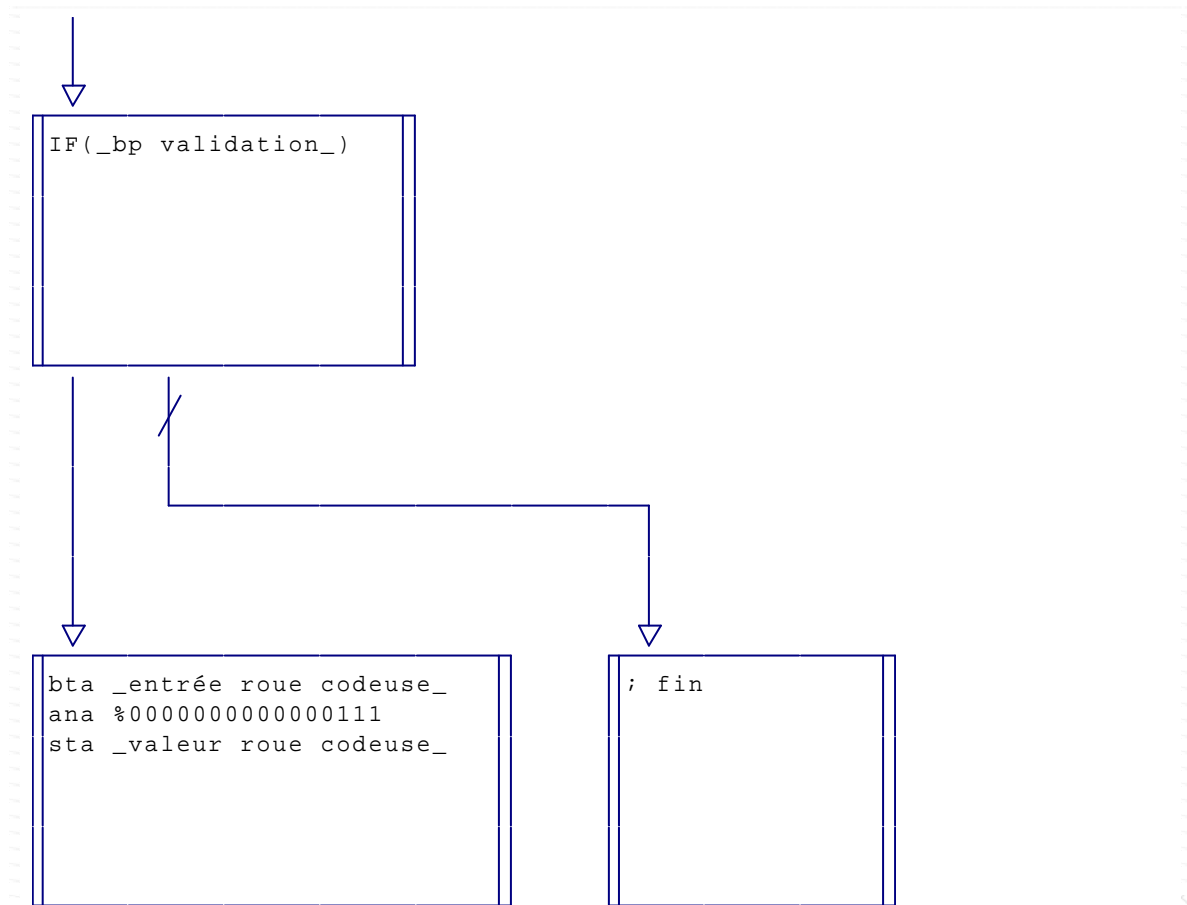 IF(_bp validation_)
bta _entrée roue codeuse_
ana %0000000000000111
sta _valeur roue codeuse_
; fin